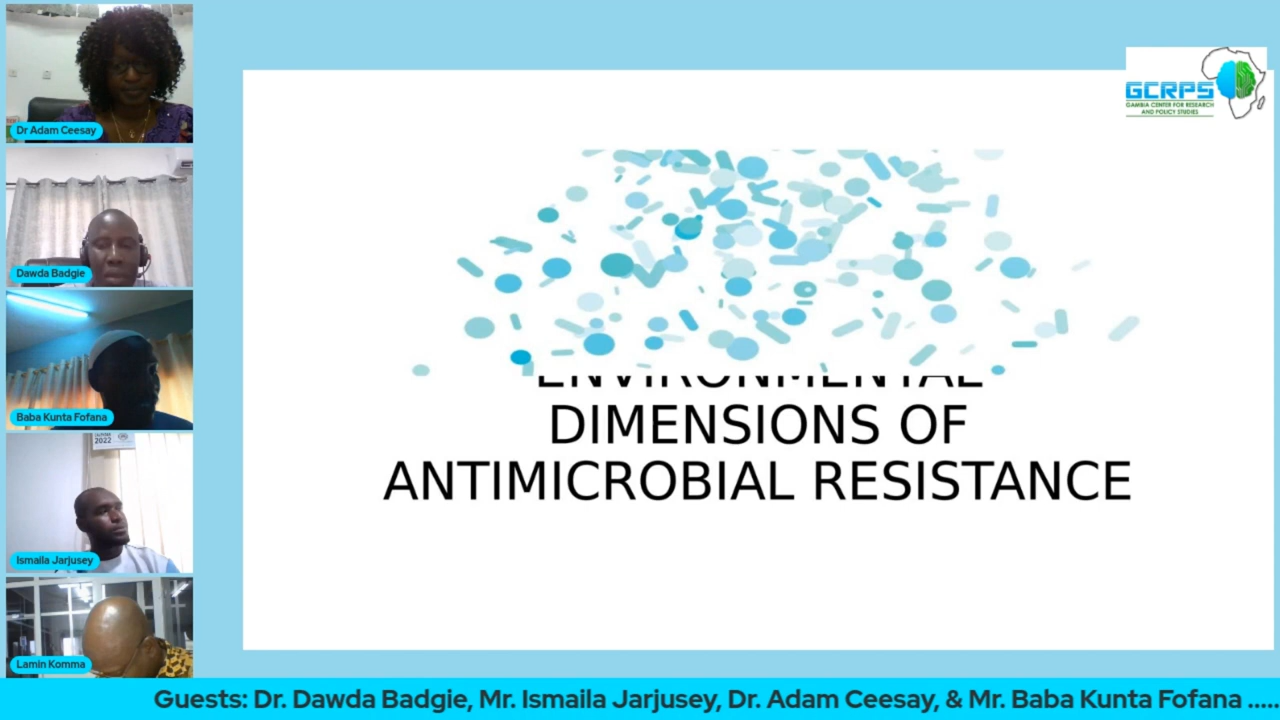 Dr Adam Ceesay
Dawda Badgie
Baba Kunta Fofana
2022
Ismaila Jarjusey
Lamin Komma
GCRPS
GAMBIA CENTER FOR RESEARCH
AND POLICY STUDIES
ENVIRONMENTAL
DIMENSIONS OF
ANTIMICROBIAL RESISTANCE
Guests: Dr. Dawda Badgie, Mr. Ismaila Jarjusey, Dr. Adam Ceesay, & Mr. Baba Kunta Fofana .....